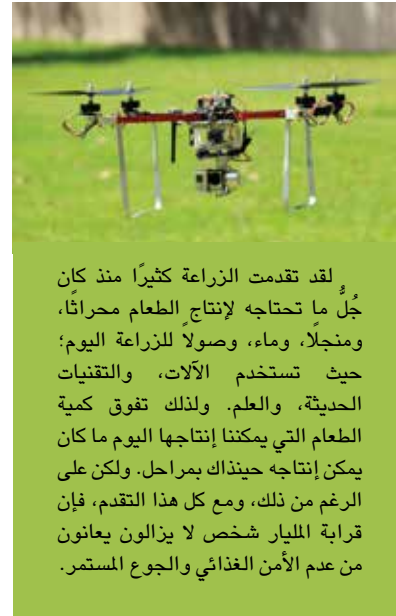 لقد تقدمت الزراعة كثيرًا منذ كان
جُلُّ ما تحتاجه لإنتاج الطعام محراثًا،
ومنجلًا، وماء، وصولاً للزراعة اليوم؛
حيث تستخدم الآلات، والتقنيات
الحديثة، والعلم. ولذلك تفوق كمية
الطعام التي يمكننا إنتاجها اليوم ما كان
يمكن إنتاجه حينذاك بمراحل. ولكن على
الرغم من ذلك، ومع كل هذا التقدم، فإن
قرابة المليار شخص لا يزالون يعانون
من عدم الأمن الغذائي والجوع المستمر.